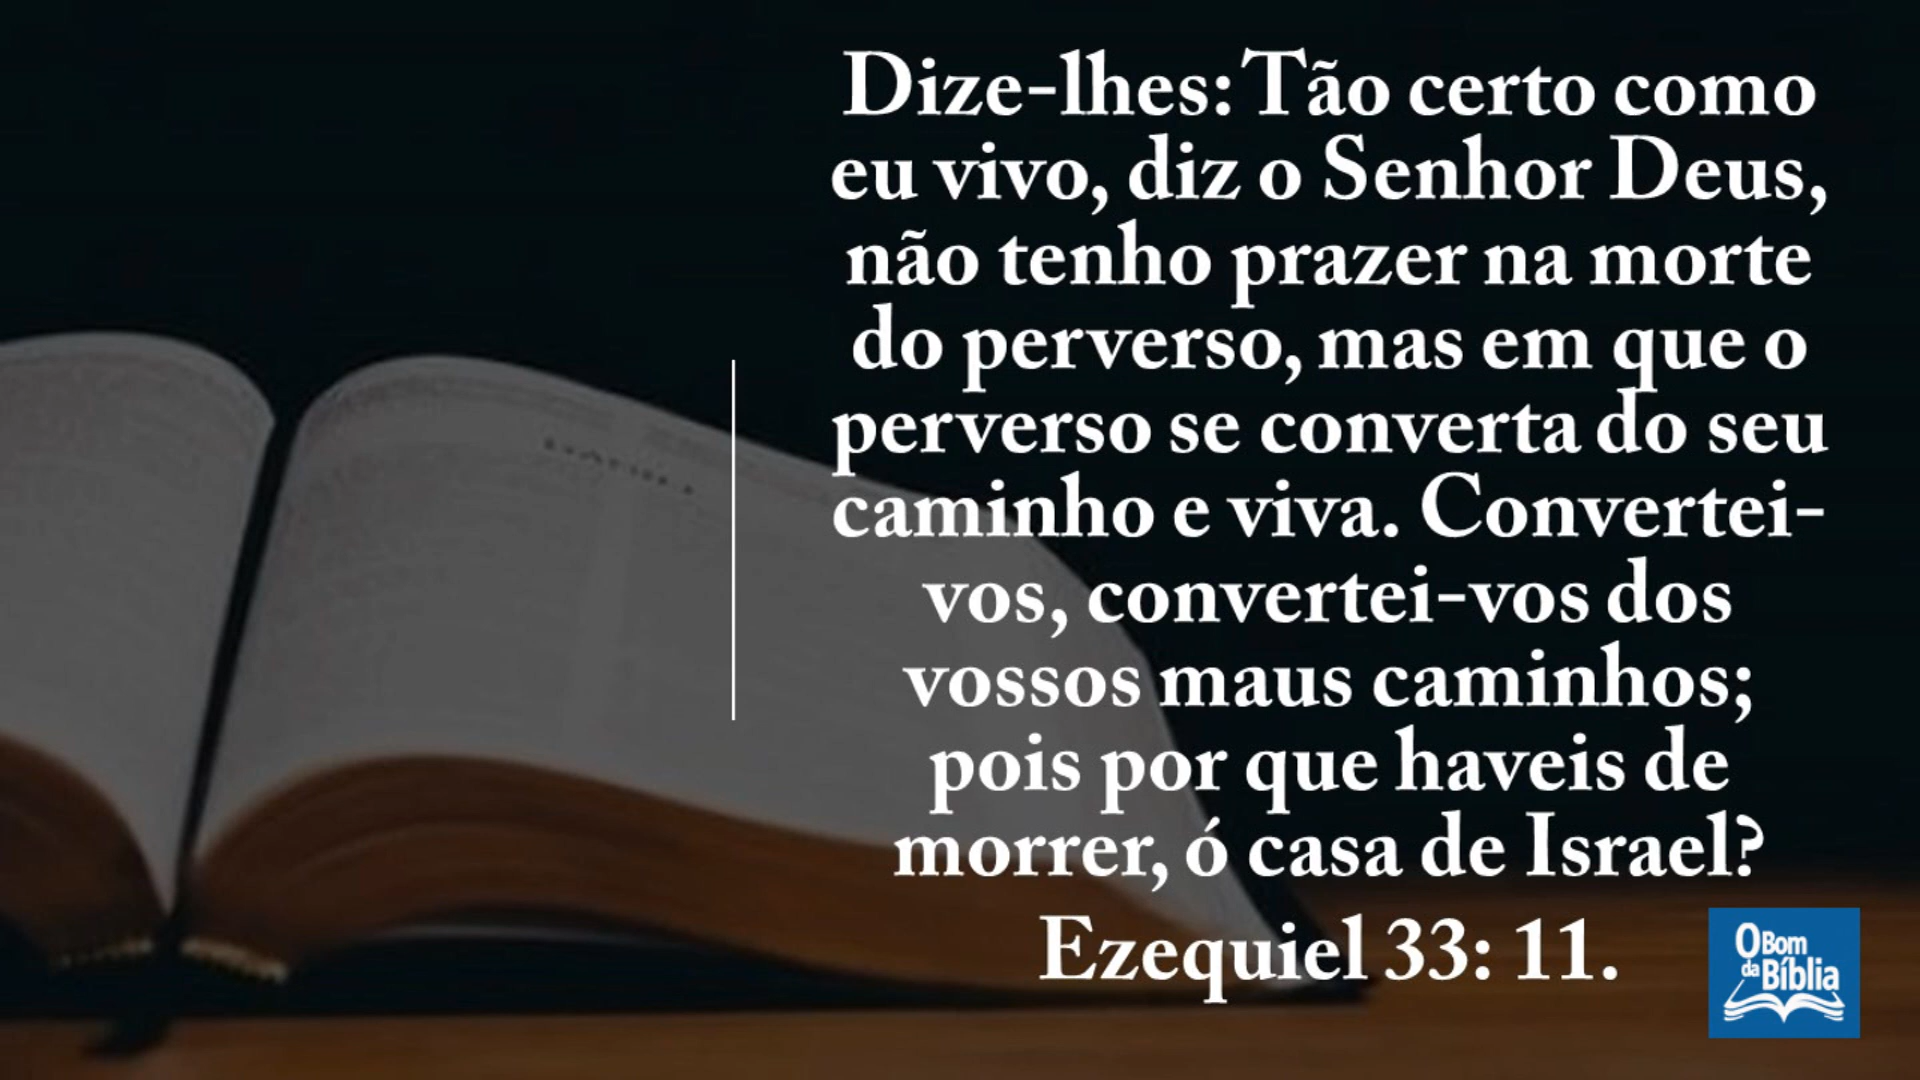 Dize-lhes: Tão certo como
eu vivo, diz o Senhor Deus,
não tenho prazer na morte
do perverso, mas em que o
perverso se converta do seu
caminho e viva. Convertei-
vos, convertei-vos dos
vossos maus caminhos;
pois por que haveis de
morrer, ó casa de Israel?
Ezequiel 33: 11.
O Bom
da Bíblia